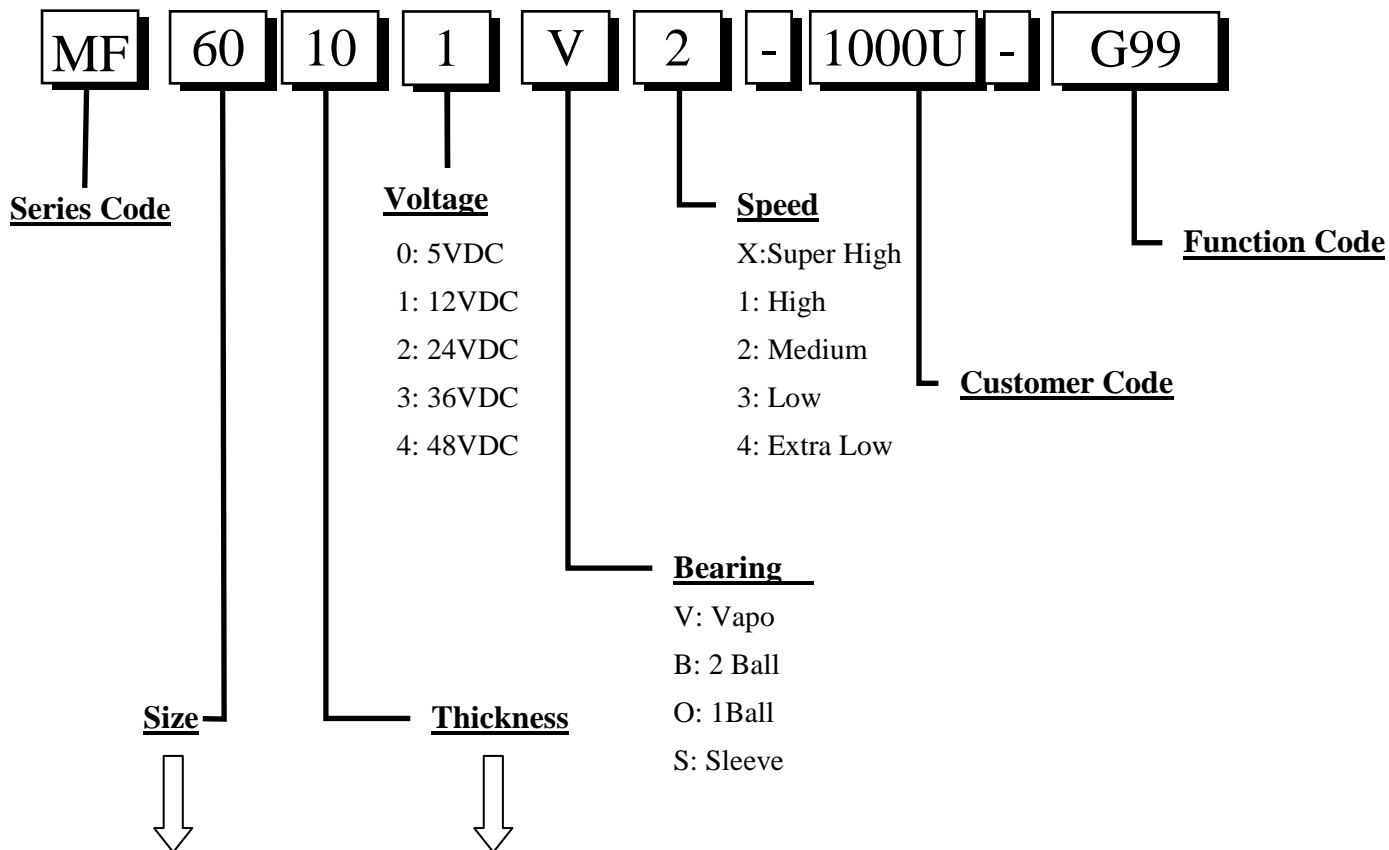 MF 60 10 1 V 2 - 1000U - G99
Series Code
Voltage
0: 5VDC
1: 12VDC
2: 24VDC
3: 36VDC
4: 48VDC
Speed
X:Super High
1: High
2: Medium
3: Low
4: Extra Low
Function Code
Customer Code
Bearing
V: Vapo
B: 2 Ball
O: 1Ball
S: Sleeve
Size
Thickness